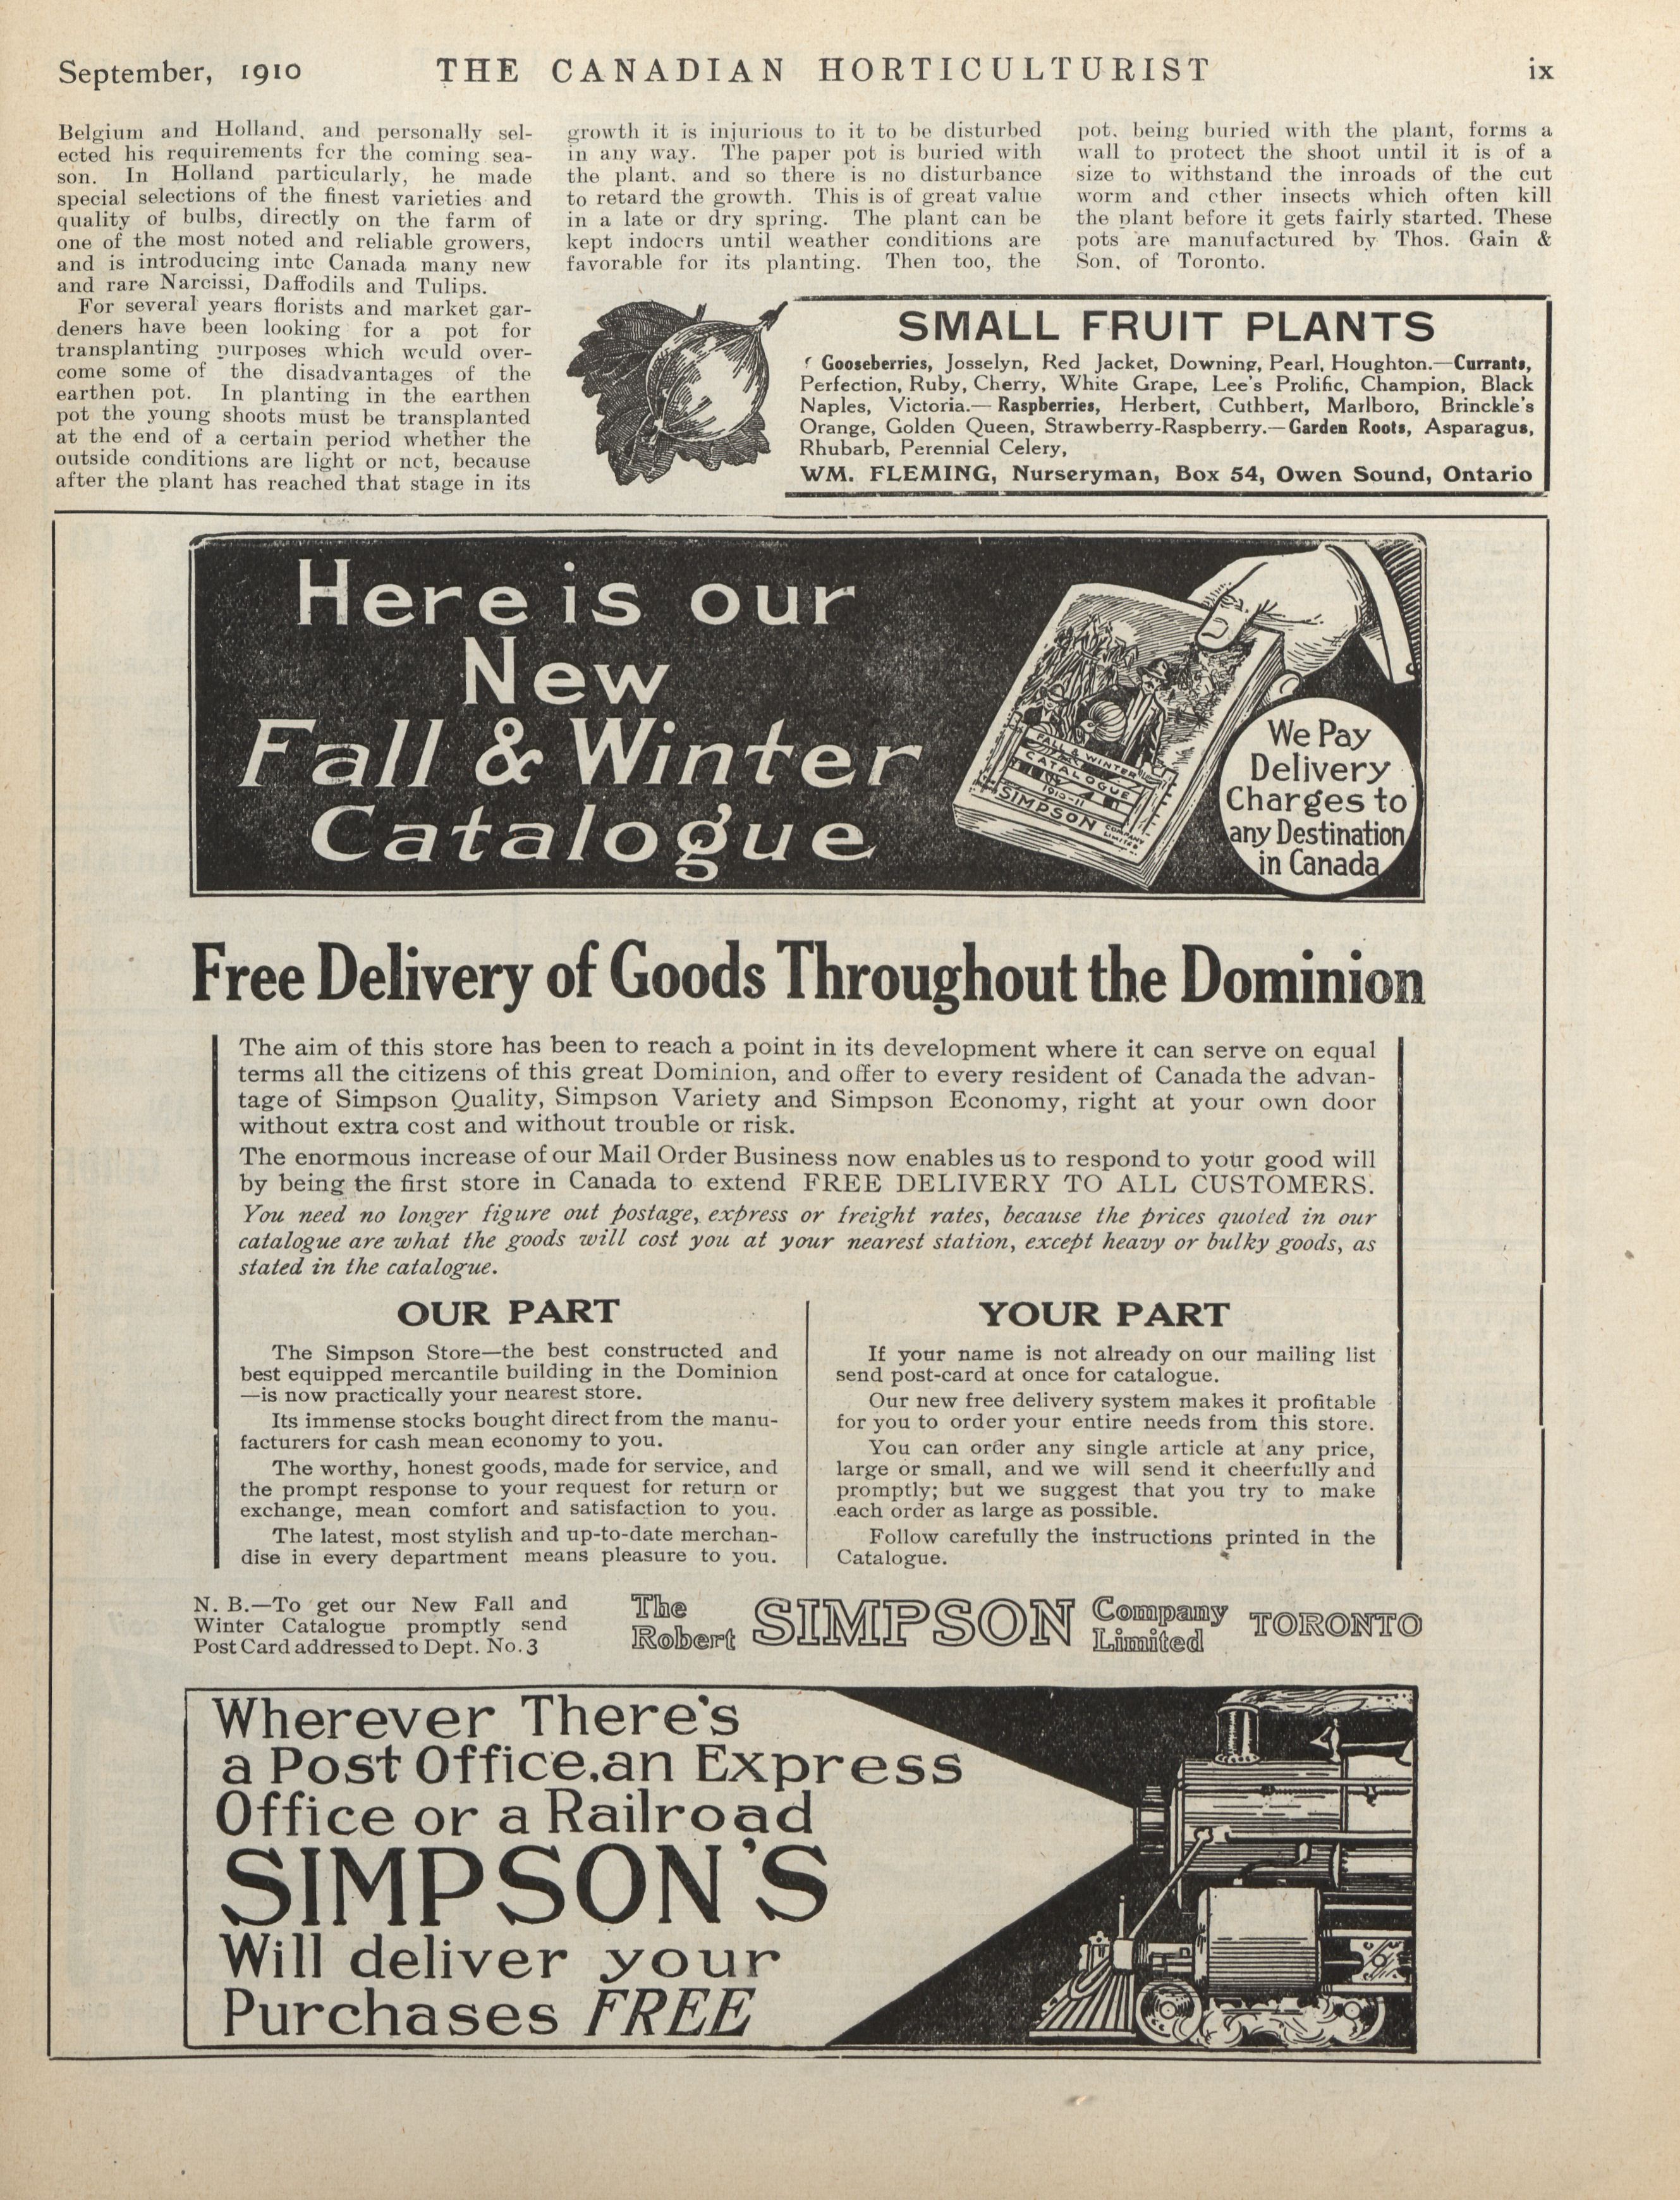 September, 1910
THE CANADIAN HORTICULTURIST
ix
Belgium and Holland, and personally sel-
ected his requirements for the coming sea-
son. In Holland particularly, he made
special selections of the finest varieties and
quality of bulbs, directly on the farm of
one of the most noted and reliable growers,
and is introducing into Canada many new
and rare Narcissi, Daffodils and Tulips.
For several years florists and market gar-
deners have been looking for a pot for
transplanting purposes which would over-
come some of the disadvantages of the
earthen pot. In planting in the earthen
pot the young shoots must be transplanted
at the end of a certain period whether the
outside conditions are light or not, because
after the plant has reached that stage in its
growth it is injurious to it to be disturbed
in any way. The paper pot is buried with
the plant, and so there is no disturbance
to retard the growth. This is of great value
in a late or dry spring. The plant can be
kept indoors until weather conditions are
favorable for its planting. Then too, the
pot, being buried with the plant, forms a
wall to protect the shoot until it is of a
size to withstand the inroads of the cut
worm and other insects which often kill
the plant before it gets fairly started. These
pots are manufactured by Thos. Gain &
Son, of Toronto.
SMALL FRUIT PLANTS
Gooseberries, Josselyn, Red Jacket, Downing, Pearl, Houghton.—Currants,
Perfection, Ruby, Cherry, White Grape, Lee's Prolific, Champion, Black
Naples, Victoria.—Raspberries, Herbert, Cuthbert, Marlboro, Brinckle's
Orange, Golden Queen, Strawberry-Raspberry.—Garden Roots, Asparagus,
Rhubarb, Perennial Celery,
WM. FLEMING, Nurseryman, Box 54, Owen Sound, Ontario
Here is our
New
Fall & Winter
Catalogue
FALL & WINTER
CATALOGUE
1910-11
SIMPSON COMPANY LIMITED
We Pay
Delivery
Charges to
any Destination
in Canada
Free Delivery of Goods Throughout the Dominion
The aim of this store has been to reach a point in its development where it can serve on equal
terms all the citizens of this great Dominion, and offer to every resident of Canada the advan-
tage of Simpson Quality, Simpson Variety and Simpson Economy, right at your own door
without extra cost and without trouble or risk.
The enormous increase of our Mail Order Business now enables us to respond to your good will
by being the first store in Canada to extend FREE DELIVERY TO ALL CUSTOMERS.
You need no longer figure out postage, express or freight rates, because the prices quoted in our
catalogue are what the goods will cost you at your nearest station, except heavy or bulky goods, as
stated in the catalogue.
OUR PART
The Simpson Store—the best constructed and
best equipped mercantile building in the Dominion
—is now practically your nearest store.
Its immense stocks bought direct from the manu-
facturers for cash mean economy to you.
The worthy, honest goods, made for service, and
the prompt response to your request for return or
exchange, mean comfort and satisfaction to you.
The latest, most stylish and up-to-date merchan-
dise in every department means pleasure to you.
YOUR PART
If your name is not already on our mailing list
send post-card at once for catalogue.
Our new free delivery system makes it profitable
for you to order your entire needs from this store.
You can order any single article at any price,
large or small, and we will send it cheerfully and
promptly; but we suggest that you try to make
each order as large as possible.
Follow carefully the instructions printed in the
Catalogue.
N. B.—To get our New Fall and
Winter Catalogue promptly send
Post Card addressed to Dept. No. 3
The Robert SIMPSON Company Limited TORONTO
Wherever There's
a Post Office, an Express
Office or a Railroad
SIMPSON'S
Will deliver your
Purchases FREE